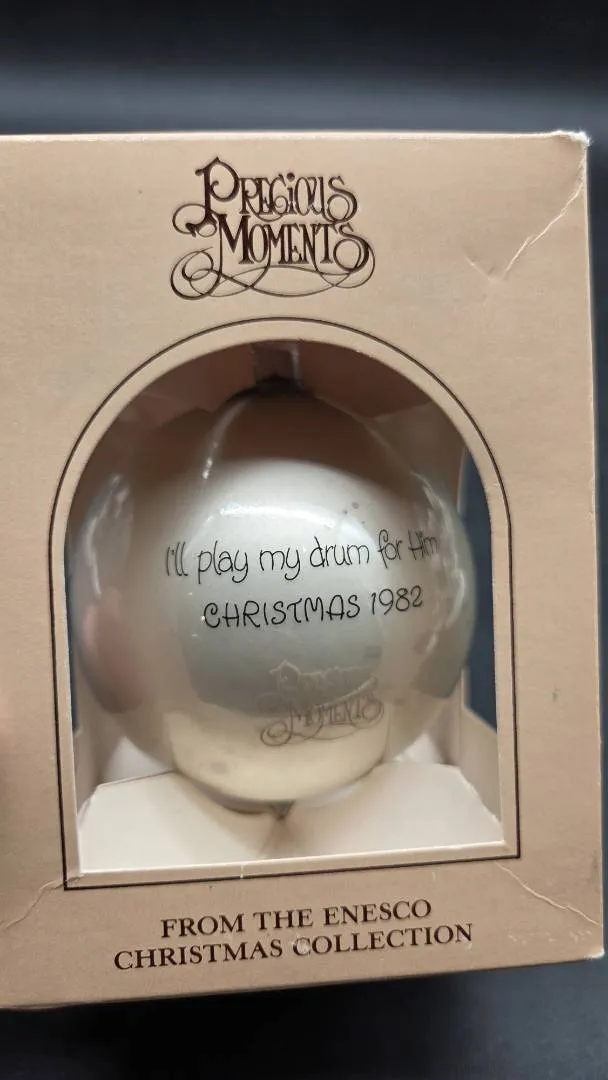 PRECIOUS
MOMENTS
I'll play my drum for Him
CHRISTMAS 1982
PRECIOUS
MOMENTS
FROM THE ENESCO
CHRISTMAS COLLECTION